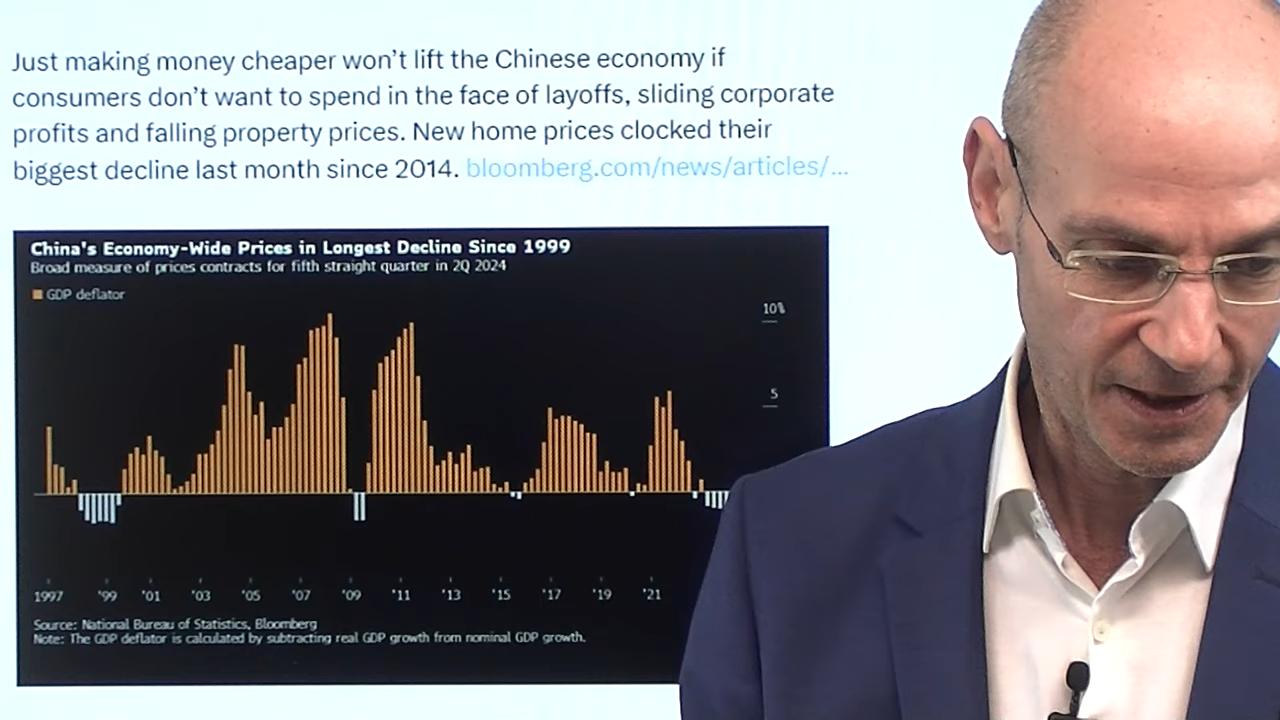 Just making money cheaper won't lift the Chinese economy if
consumers don't want to spend in the face of layoffs, sliding corporate
profits and falling property prices. New home prices clocked their
biggest decline last month since 2014. bloomberg.com/news/articles/...
China's Economy-Wide Prices in Longest Decline Since 1999
Broad measure of prices contracts for fifth straight quarter in 2Q 2024
GDP deflator
10%
5
1997 '99 '01 '03 '05 '07 '09 '11 '13 '15 '17 '19 '21
Source: National Bureau of Statistics, Bloomberg
Note: The GDP deflator is calculated by subtracting real GDP growth from nominal GDP growth.